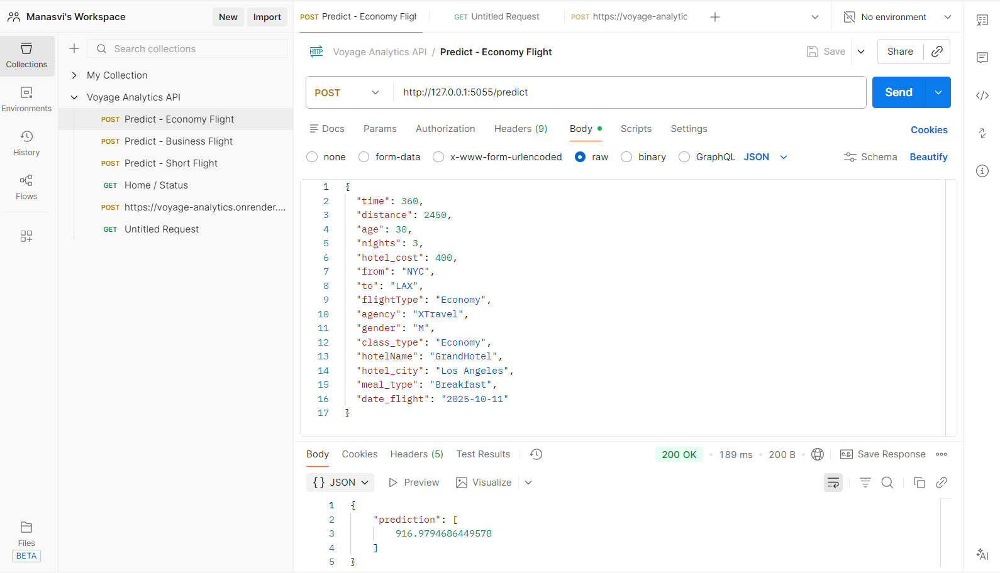 Manasvi's Workspace
New
Import
POST Predict - Economy Fligh
GET Untitled Request
POST https://voyage-analytic
No environment
Collections
Environments
History
Flows
Files
BETA
Search collections
My Collection
Voyage Analytics API
POST Predict - Economy Flight
POST Predict - Business Flight
POST Predict - Short Flight
GET Home / Status
POST https://voyage-analytics.onrender....
GET Untitled Request
HTTP Voyage Analytics API / Predict - Economy Flight
Save
Share
POST http://127.0.0.1:5055/predict
Send
Docs Params Authorization Headers (9) Body Scripts Settings
Cookies
none form-data x-www-form-urlencoded raw binary GraphQL JSON
Schema Beautify
1 {
2 "time": 360,
3 "distance": 2450,
4 "age": 30,
5 "nights": 3,
6 "hotel_cost": 400,
7 "from": "NYC",
8 "to": "LAX",
9 "flightType": "Economy",
10 "agency": "XTravel",
11 "gender": "M",
12 "class_type": "Economy",
13 "hotelName": "GrandHotel",
14 "hotel_city": "Los Angeles",
15 "meal_type": "Breakfast",
16 "date_flight": "2025-10-11"
17 }
Body Cookies Headers (5) Test Results
200 OK • 189 ms • 200 B •
e.g. Save Response
{} JSON Preview Visualize
1 {
2 "prediction": [
3 916.9794686449578
4 ]
5 }
AI